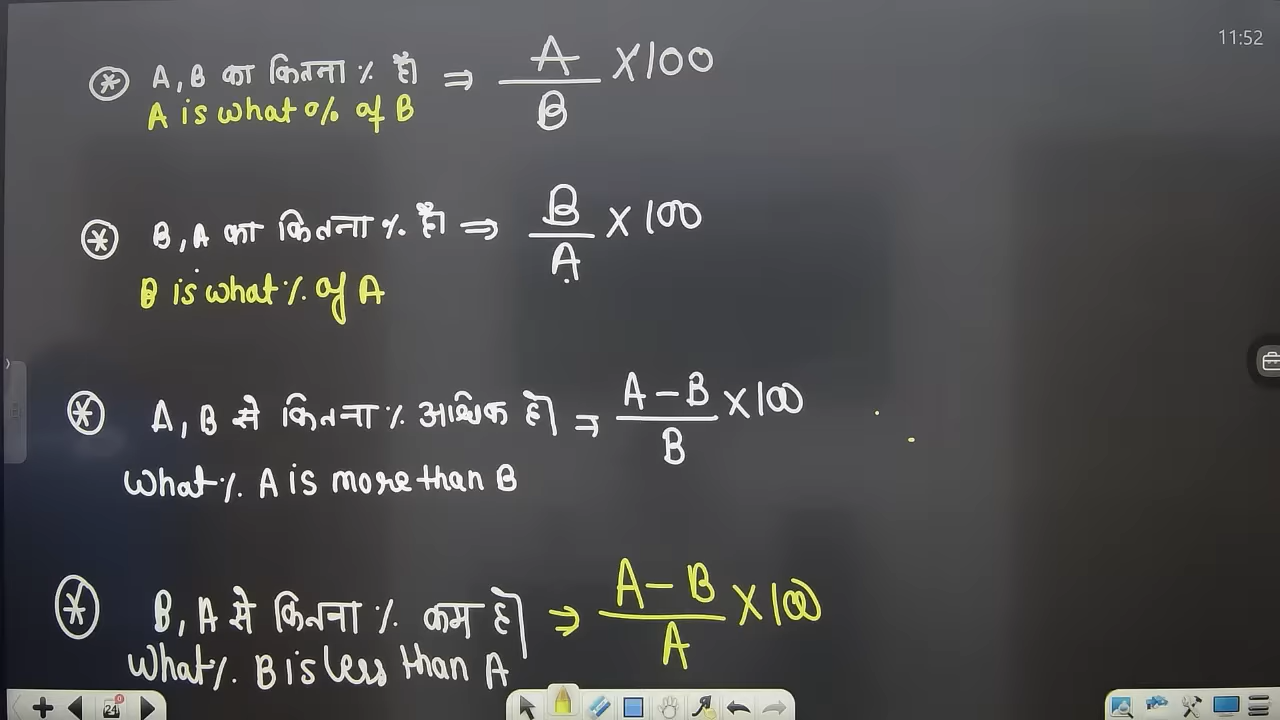 11:52
⊛ A, B का कितना % है ⇒ A/B ×100
A is what % of B
⊛ B, A का कितना % है ⇒ B/A ×100
B is what % of A
⊛ A, B से कितना % अधिक है ⇒ A-B/B ×100
What % A is more than B
⊛ B, A से कितना % कम है ⇒ A-B/A ×100
What % B is less than A
24